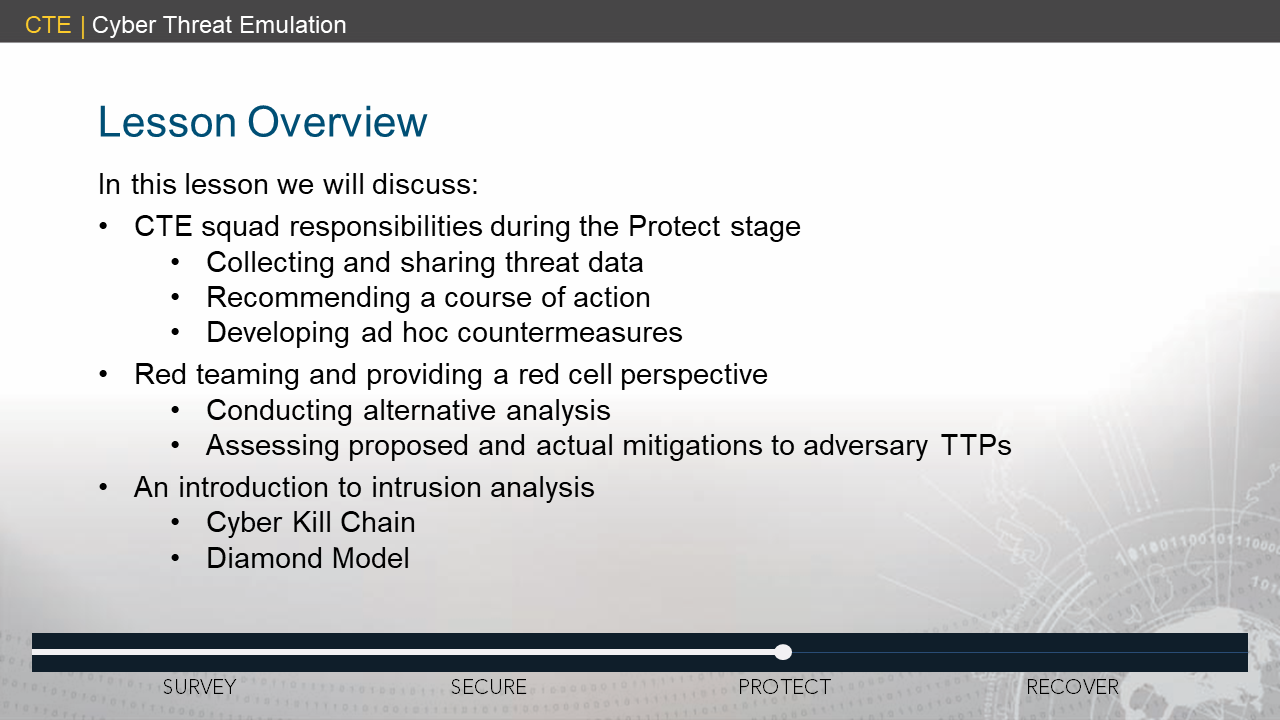 CTE | Cyber Threat Emulation
Lesson Overview
In this lesson we will discuss:
• CTE squad responsibilities during the Protect stage
• Collecting and sharing threat data
• Recommending a course of action
• Developing ad hoc countermeasures
• Red teaming and providing a red cell perspective
• Conducting alternative analysis
• Assessing proposed and actual mitigations to adversary TTPs
• An introduction to intrusion analysis
• Cyber Kill Chain
• Diamond Model
SURVEY SECURE PROTECT RECOVER